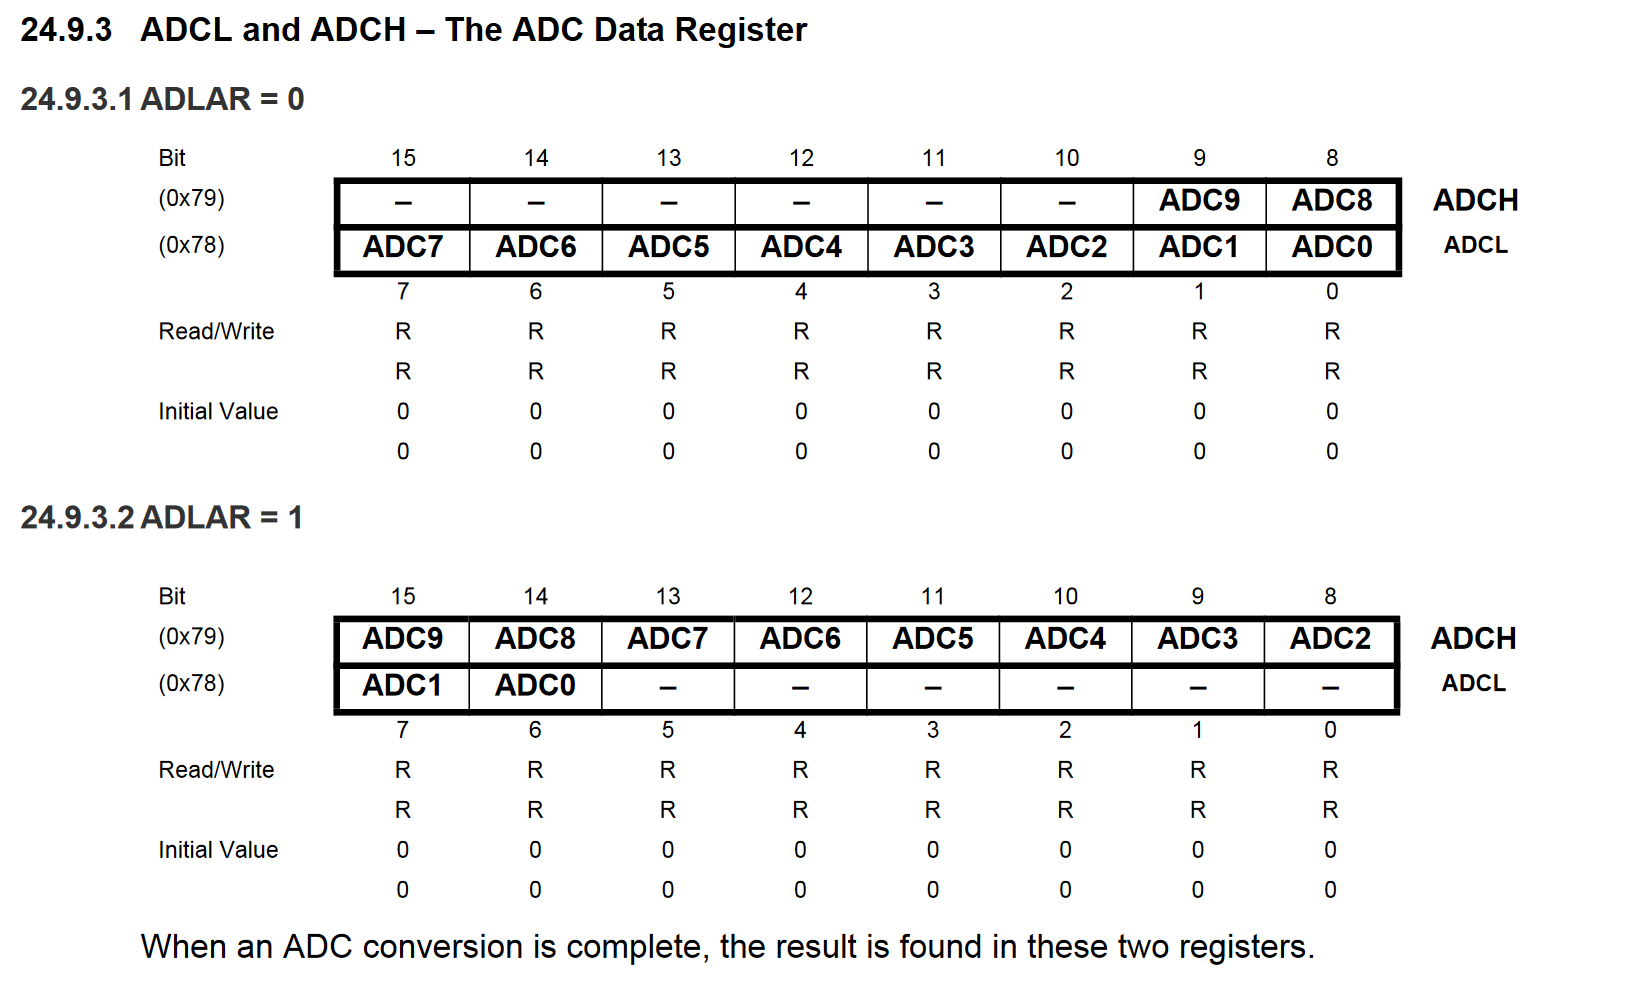 24.9.3 ADCL and ADCH – The ADC Data Register
24.9.3.1 ADLAR = 0
Bit 15 14 13 12 11 10 9 8
(0x79) – – – – – – ADC9 ADC8 ADCH
(0x78) ADC7 ADC6 ADC5 ADC4 ADC3 ADC2 ADC1 ADC0 ADCL
7 6 5 4 3 2 1 0
Read/Write R R R R R R R R
R R R R R R R R
Initial Value 0 0 0 0 0 0 0 0
0 0 0 0 0 0 0 0
24.9.3.2 ADLAR = 1
Bit 15 14 13 12 11 10 9 8
(0x79) ADC9 ADC8 ADC7 ADC6 ADC5 ADC4 ADC3 ADC2 ADCH
(0x78) ADC1 ADC0 – – – – – – ADCL
7 6 5 4 3 2 1 0
Read/Write R R R R R R R R
R R R R R R R R
Initial Value 0 0 0 0 0 0 0 0
0 0 0 0 0 0 0 0
When an ADC conversion is complete, the result is found in these two registers.